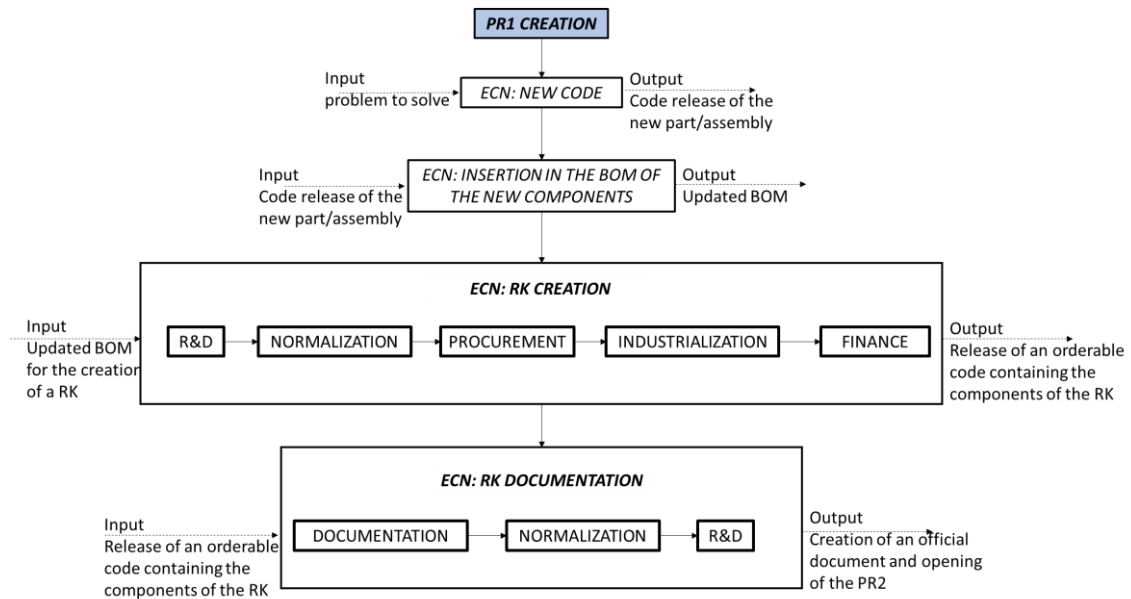 PR1 CREATION
Input
problem to solve
ECN: NEW CODE
Output
Code release of the
new part/assembly
Input
Code release of the
new part/assembly
ECN: INSERTION IN THE BOM OF
THE NEW COMPONENTS
Output
Updated BOM
ECN: RK CREATION
Input
Updated BOM
for the creation
of a RK
R&D
NORMALIZATION
PROCUREMENT
INDUSTRIALIZATION
FINANCE
Output
Release of an orderable
code containing the
components of the RK
ECN: RK DOCUMENTATION
Input
Release of an orderable
code containing the
components of the RK
DOCUMENTATION
NORMALIZATION
R&D
Output
Creation of an official
document and opening
of the PR2